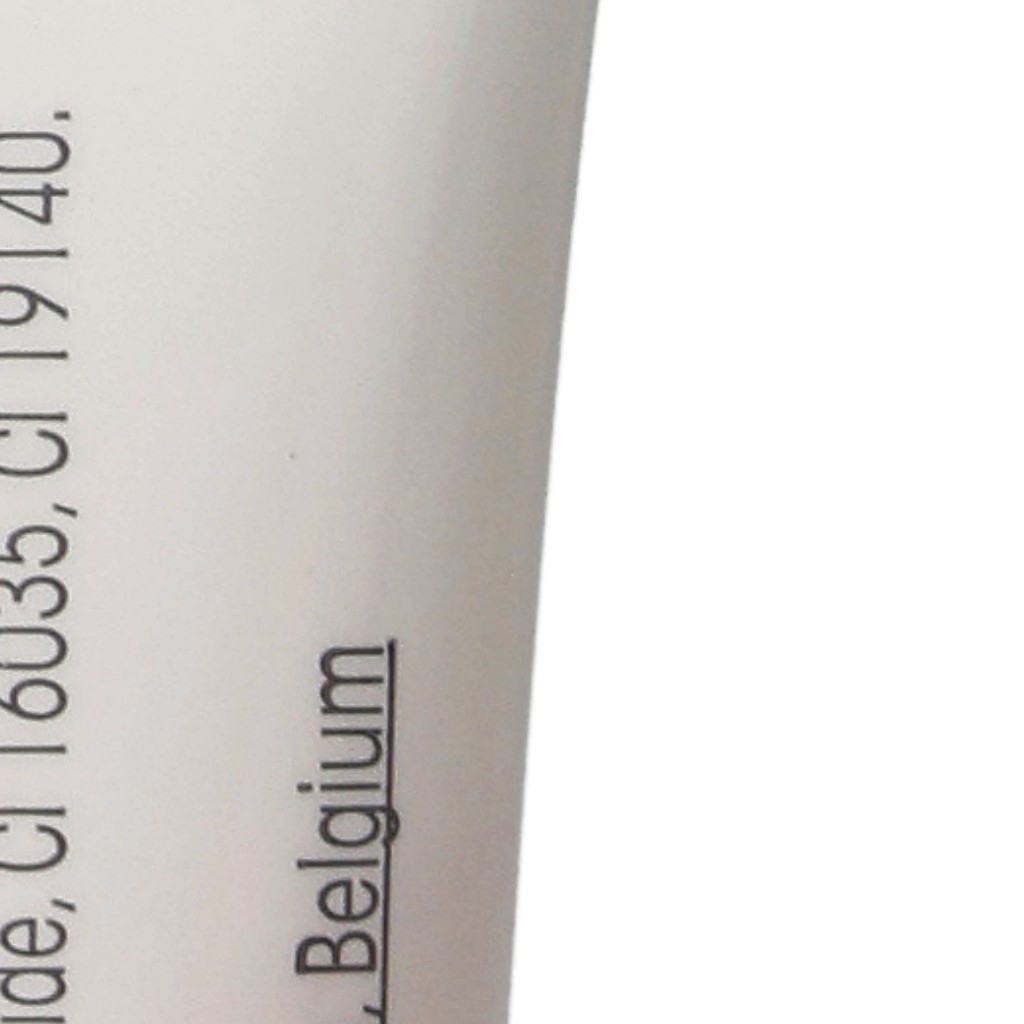 ide, CI 16035, CI 19140.
, Belgium